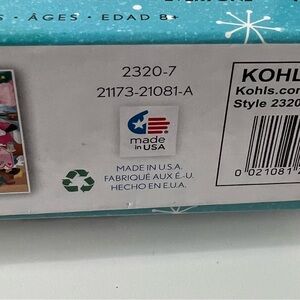 S • ÂGES • EDAD 8+
2320-7
21173-21081-A
made
in USA
MADE IN U.S.A.
FABRIQUÉ AUX É.-U.
HECHO EN E.U.A.
KOHL
Kohls.com
Style 2320
0 021081 2